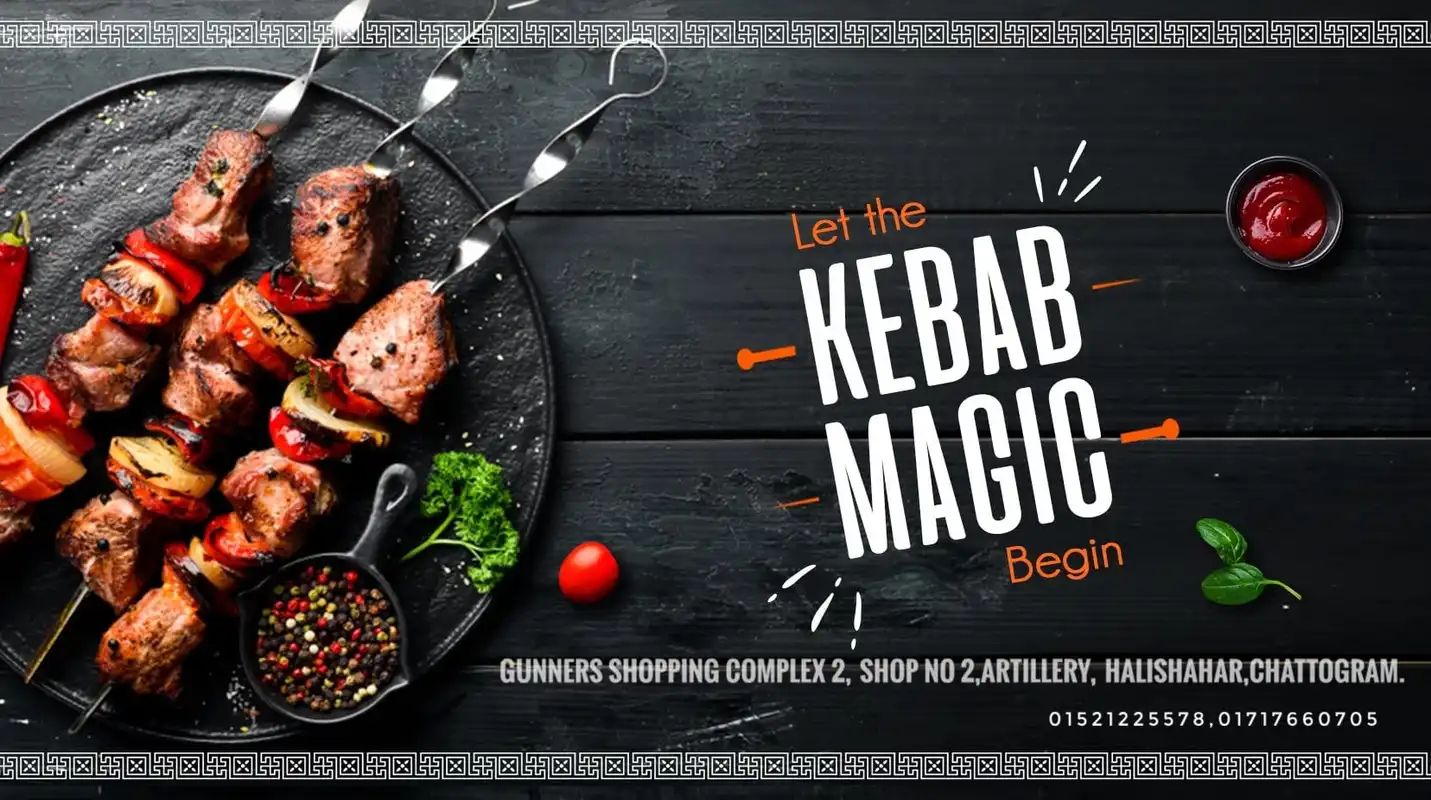 Let the
KEBAB
MAGIC
Begin
GUNNERS SHOPPING COMPLEX 2, SHOP NO 2,ARTILLERY, HALISHAHAR,CHATTOGRAM.
01521225578,01717660705